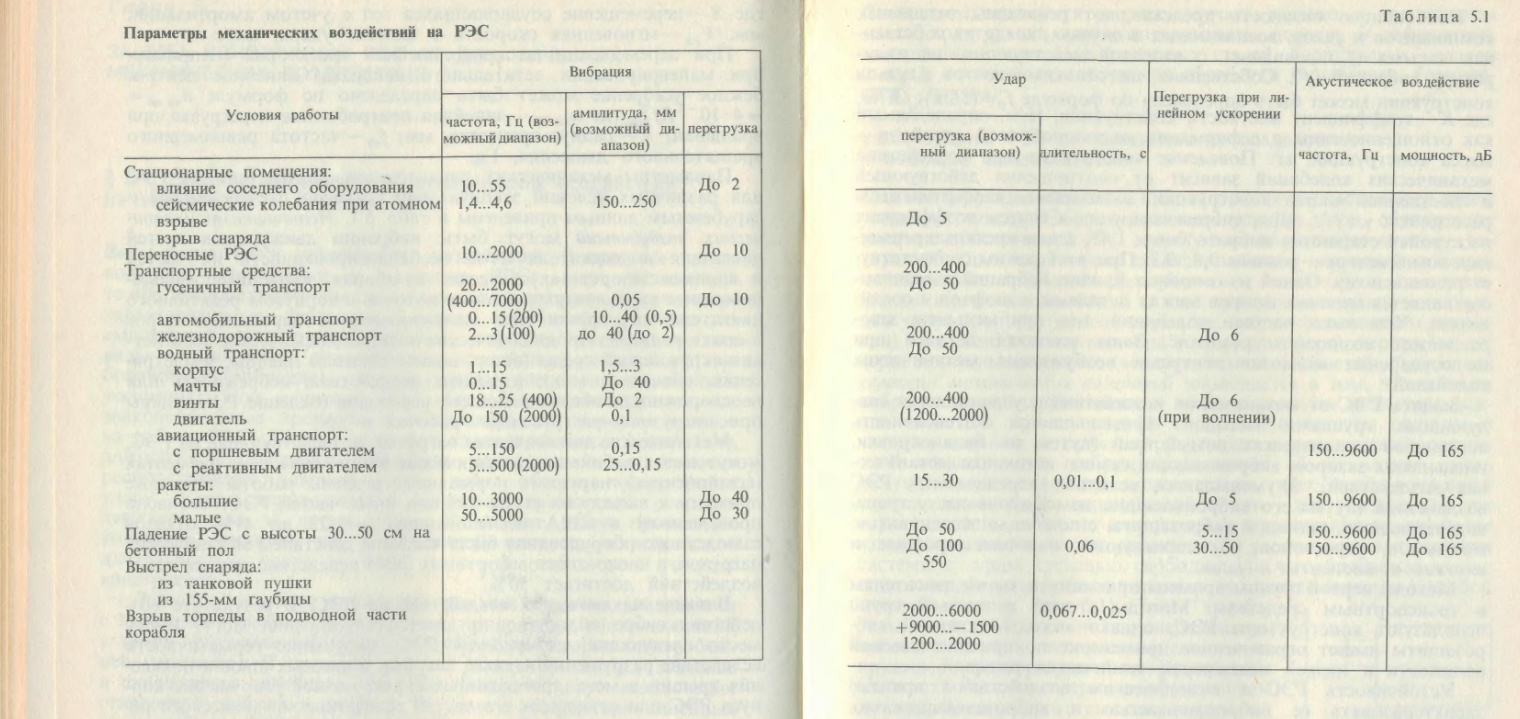 Параметры механических воздействий на РЭС
Условия работы
Вибрация
частота, Гц (воз-
можный диапазон)
амплитуда, мм
(возможный ди-
апазон)
перегрузка
Стационарные помещения:
влияние соседнего оборудования 10...55 До 2
сейсмические колебания при атомном 1,4...4,6 150...250
взрыве
взрыв снаряда
Переносные РЭС 10...2000 До 10
Транспортные средства:
гусеничный транспорт 20...2000
(400...7000) 0,05 До 10
автомобильный транспорт 0...15 (200) 10...40 (0,5)
железнодорожный транспорт 2...3 (100) до 40 (до 2)
водный транспорт:
корпус 1...15 1,5...3
мачты 0...15 До 40
винты 18...25 (400) До 2
двигатель До 150 (2000) 0,1
авиационный транспорт:
с поршневым двигателем 5...150 0,15
с реактивным двигателем 5...500 (2000) 25...0,15
ракеты:
большие 10...3000 До 40
малые 50...5000 До 30
Падение РЭС с высоты 30...50 см на
бетонный пол
Выстрел снаряда:
из танковой пушки
из 155-мм гаубицы
Взрыв торпеды в подводной части
корабля
Таблица 5.1
Удар
Перегрузка при ли-
нейном ускорении
Акустическое воздействие
перегрузка (возмож-
ный диапазон)
длительность, с
частота, Гц
мощность, дБ
До 5
200...400
До 50
200...400 До 6
До 50
200...400 До 6
(1200...2000) (при волнении)
150...9600 До 165
15...30 0,01...0,1
До 5 150...9600 До 165
До 50 5...15 150...9600 До 165
До 100 0,06 30...50 150...9600 До 165
550
2000...6000 0,067...0,025
+9000...−1500
1200...2000